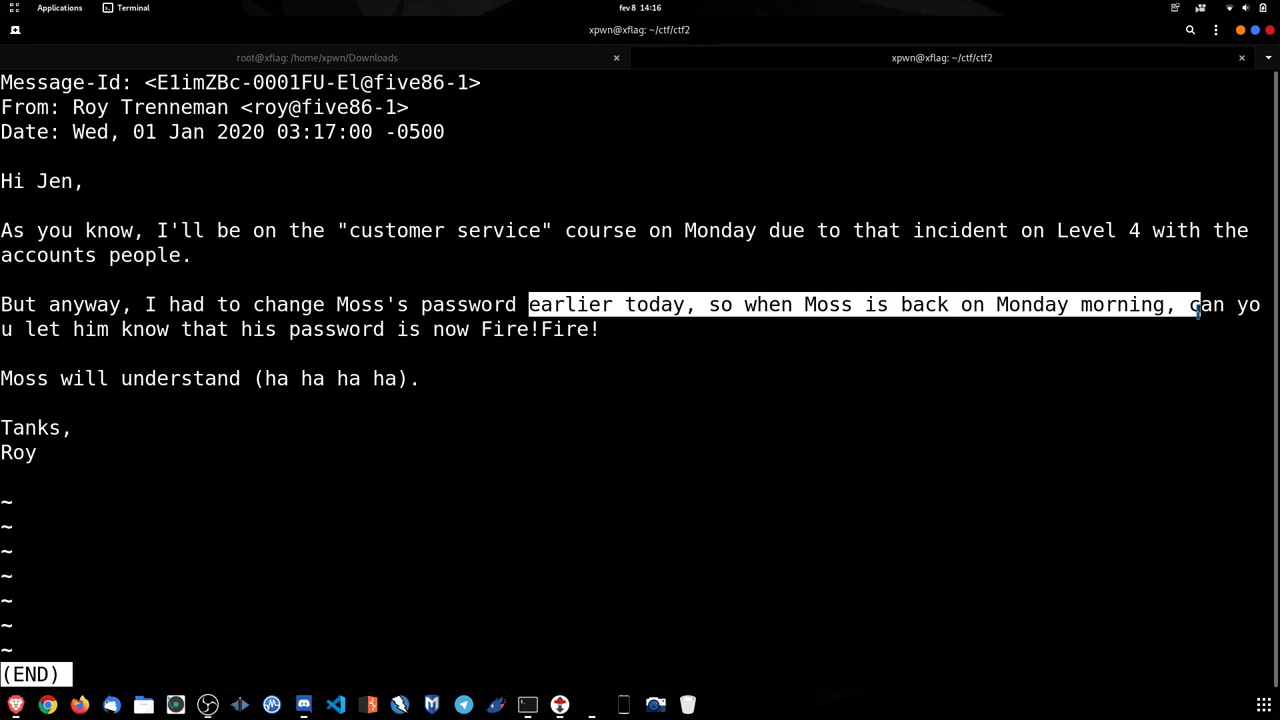 Applications Terminal fev 8 14:16
xpwn@xflag: ~/ctf/ctf2
root@xflag: /home/xpwn/Downloads xpwn@xflag: ~/ctf/ctf2
Message-Id: <E1imZBc-0001FU-El@five86-1>
From: Roy Trenneman <roy@five86-1>
Date: Wed, 01 Jan 2020 03:17:00 -0500
Hi Jen,
As you know, I'll be on the "customer service" course on Monday due to that incident on Level 4 with the
accounts people.
But anyway, I had to change Moss's password earlier today, so when Moss is back on Monday morning, can yo
u let him know that his password is now Fire!Fire!
Moss will understand (ha ha ha ha).
Tanks,
Roy
~
~
~
~
~
~
~
(END)